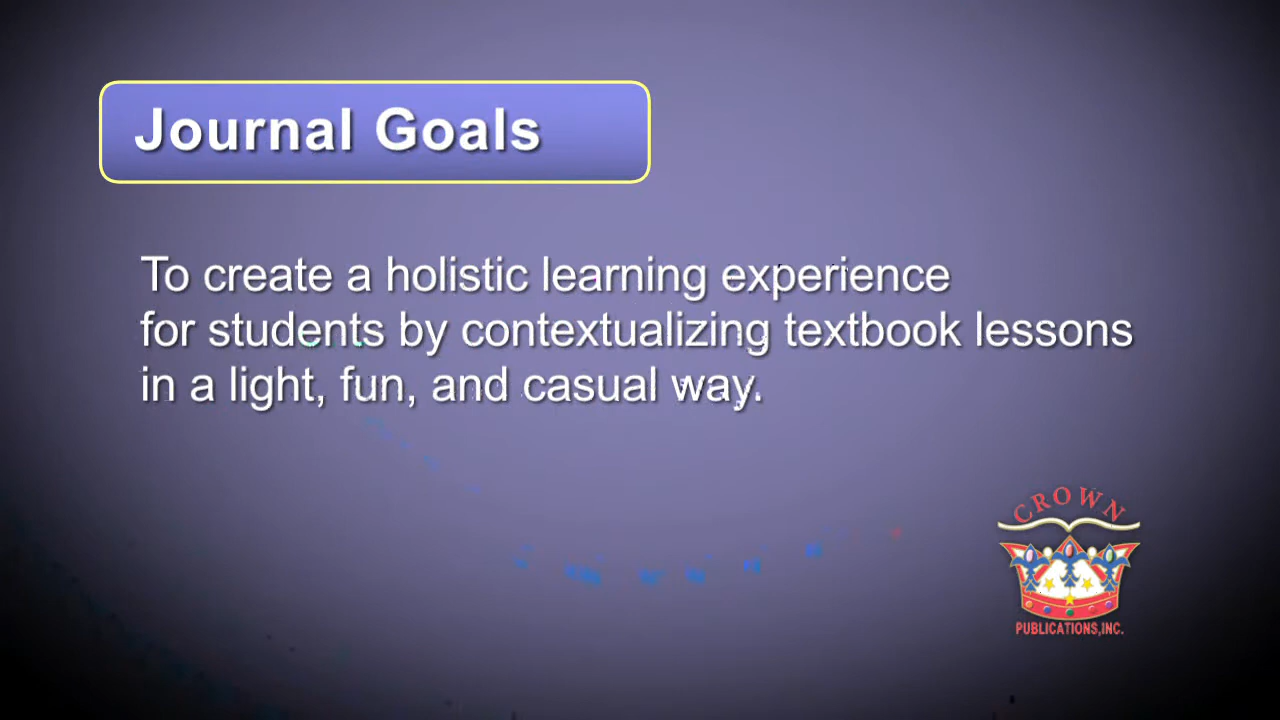 Journal Goals
To create a holistic learning experience
for students by contextualizing textbook lessons
in a light, fun, and casual way.
CROWN
PUBLICATIONS,INC.